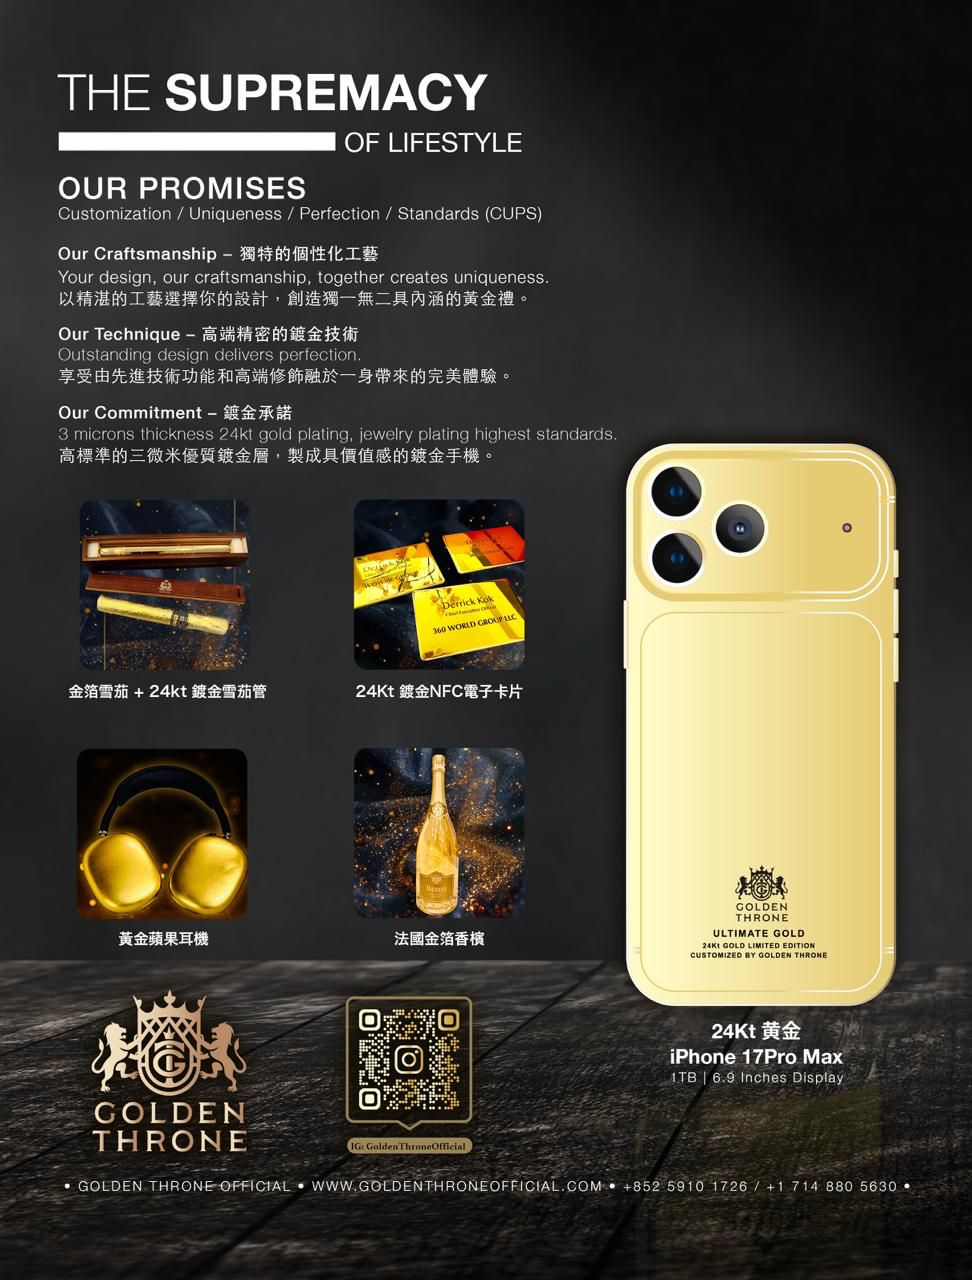 THE SUPREMACY
OF LIFESTYLE
OUR PROMISES
Customization / Uniqueness / Perfection / Standards (CUPS)
Our Craftsmanship – 獨特的個性化工藝
Your design, our craftsmanship, together creates uniqueness.
以精湛的工藝選擇你的設計，創造獨一無二具內涵的黃金禮。
Our Technique – 高端精密的鍍金技術
Outstanding design delivers perfection.
享受由先進技術功能和高端修飾融於一身帶來的完美體驗。
Our Commitment – 鍍金承諾
3 microns thickness 24kt gold plating, jewelry plating highest standards.
高標準的三微米優質鍍金層，製成具價值感的鍍金手機。
Derrick Kok
Chief Executive Officer
360 WORLD GROUP LLC
金箔雪茄 + 24kt 鍍金雪茄管
24Kt 鍍金NFC電子卡片
黃金蘋果耳機
法國金箔香檳
GOLDEN
THRONE
ULTIMATE GOLD
24Kt GOLD LIMITED EDITION
CUSTOMIZED BY GOLDEN THRONE
24Kt 黄金
iPhone 17Pro Max
1TB | 6.9 Inches Display
GOLDEN
THRONE
IG: GoldenThroneOfficial
• GOLDEN THRONE OFFICIAL • WWW.GOLDENTHRONEOFFICIAL.COM • +852 5910 1726 / +1 714 880 5630 •